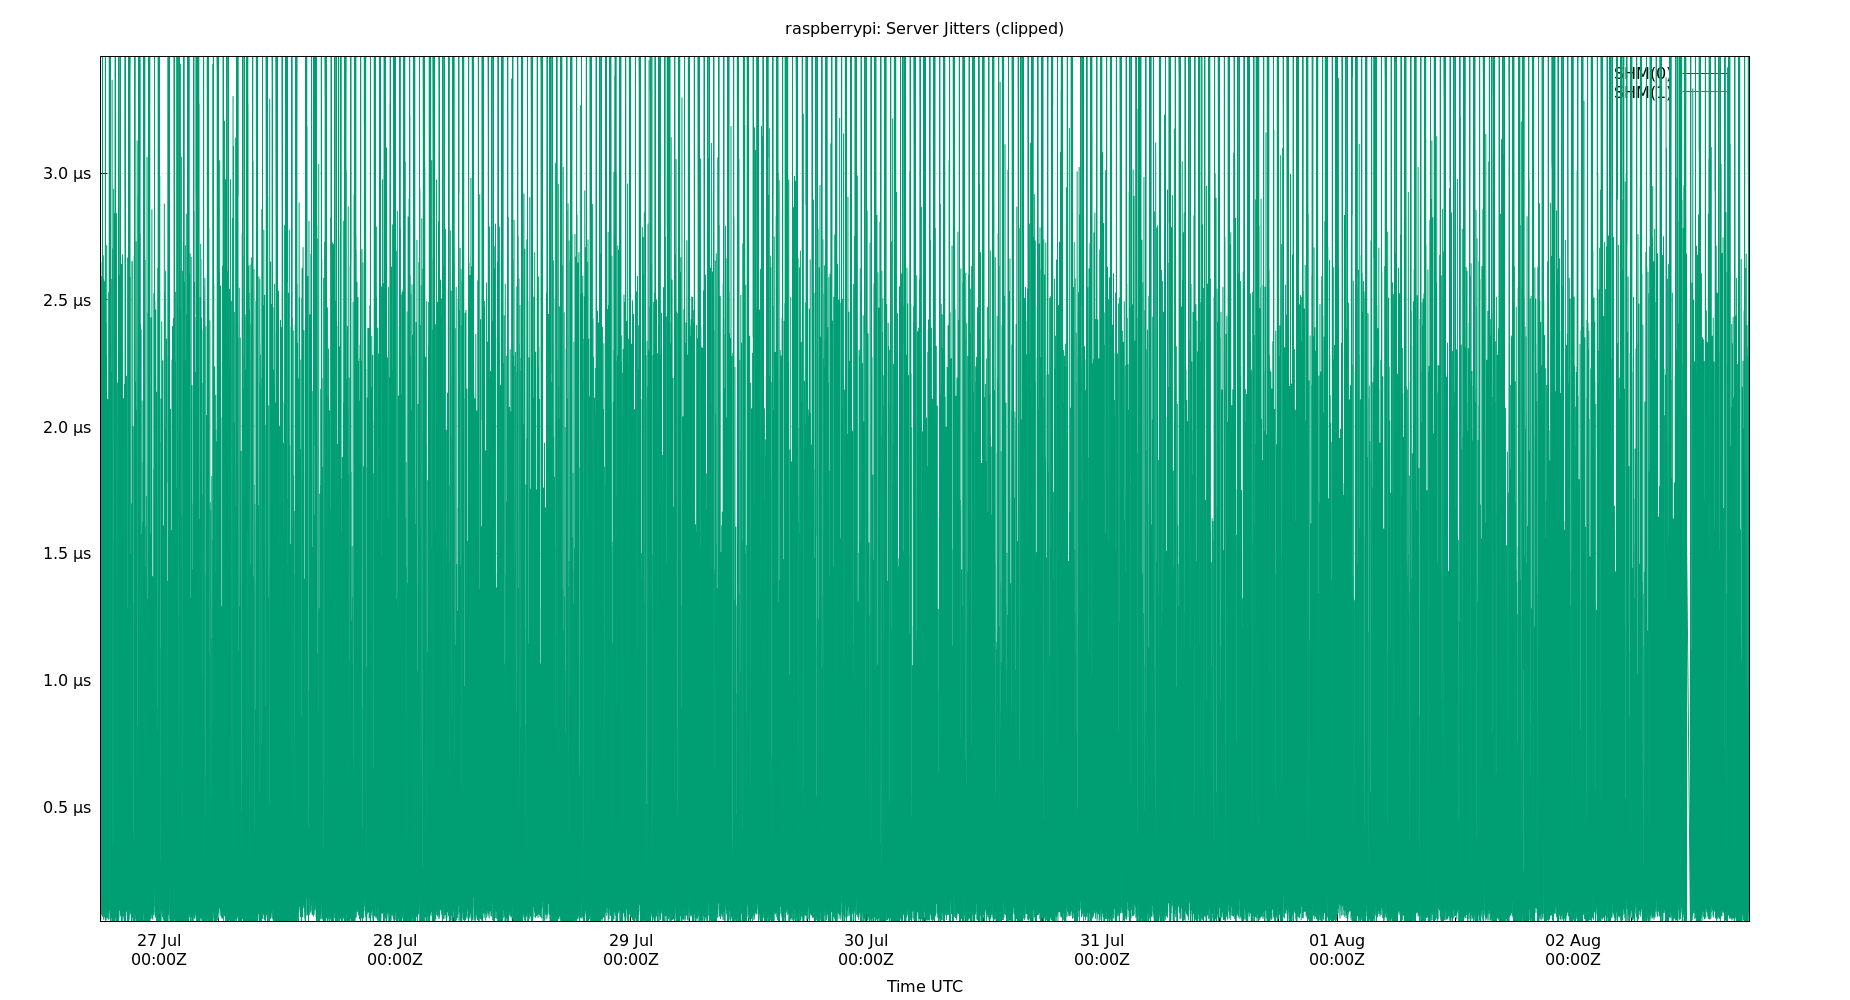 raspberrypi: Server Jitters (clipped)
SHM(0)
SHM(1)
3.0 μs
2.5 μs
2.0 μs
1.5 μs
1.0 μs
0.5 μs
27 Jul 28 Jul 29 Jul 30 Jul 31 Jul 01 Aug 02 Aug
00:00Z 00:00Z 00:00Z 00:00Z 00:00Z 00:00Z 00:00Z
Time UTC